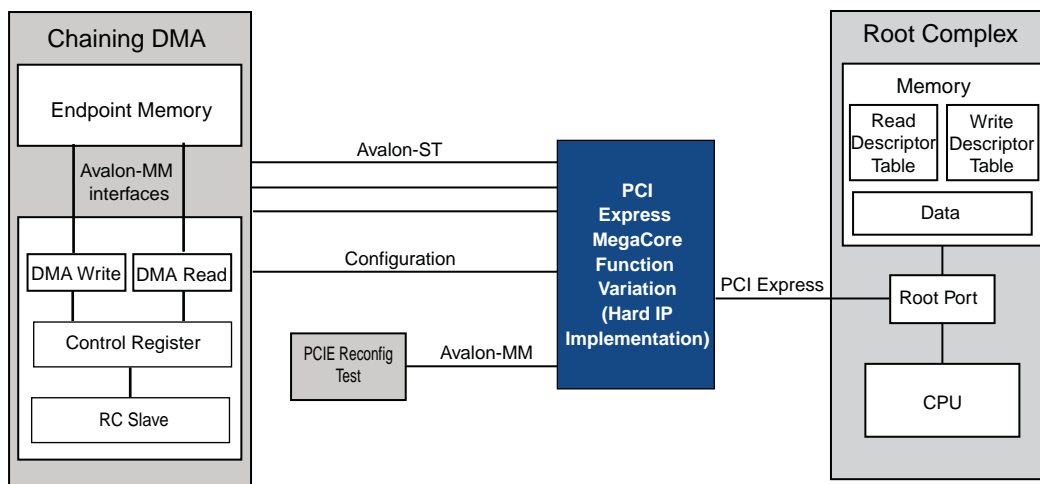 Chaining DMA
Endpoint Memory
Avalon-MM
interfaces
DMA Write
DMA Read
Control Register
RC Slave
Avalon-ST
Configuration
PCIE Reconfig
Test
Avalon-MM
PCI
Express
MegaCore
Function
Variation
(Hard IP
Implementation)
PCI Express
Root Complex
Memory
Read
Descriptor
Table
Write
Descriptor
Table
Data
Root Port
CPU